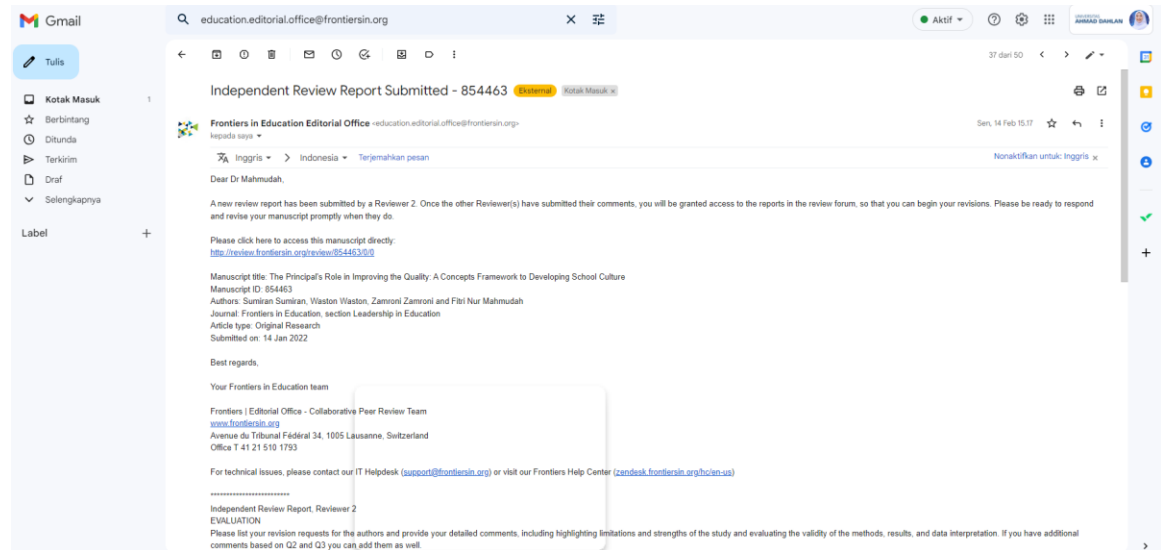 Gmail
education.editorial.office@frontiersin.org
Aktif
UNIVERSITAS
AHMAD DAHLAN
Tulis
37 dari 50
Kotak Masuk 1
Berbintang
Ditunda
Terkirim
Draf
Selengkapnya
Label
Independent Review Report Submitted - 854463 Eksternal Kotak Masuk x
Frontiers in Education Editorial Office <education.editorial.office@frontiersin.org> Sen, 14 Feb 15.17
kepada saya
Inggris > Indonesia Terjemahkan pesan Nonaktifkan untuk: Inggris x
Dear Dr Mahmudah,
A new review report has been submitted by a Reviewer 2. Once the other Reviewer(s) have submitted their comments, you will be granted access to the reports in the review forum, so that you can begin your revisions. Please be ready to respond
and revise your manuscript promptly when they do.
Please click here to access this manuscript directly:
http://review.frontiersin.org/review/854463/0/0
Manuscript title: The Principal's Role in Improving the Quality: A Concepts Framework to Developing School Culture
Manuscript ID: 854463
Authors: Sumiran Sumiran, Waston Waston, Zamroni Zamroni and Fitri Nur Mahmudah
Journal: Frontiers in Education, section Leadership in Education
Article type: Original Research
Submitted on: 14 Jan 2022
Best regards,
Your Frontiers in Education team
Frontiers | Editorial Office - Collaborative Peer Review Team
www.frontiersin.org
Avenue du Tribunal Fédéral 34, 1005 Lausanne, Switzerland
Office T 41 21 510 1793
For technical issues, please contact our IT Helpdesk (support@frontiersin.org) or visit our Frontiers Help Center (zendesk.frontiersin.org/hc/en-us)
*************************
Independent Review Report, Reviewer 2
EVALUATION
Please list your revision requests for the authors and provide your detailed comments, including highlighting limitations and strengths of the study and evaluating the validity of the methods, results, and data interpretation. If you have additional
comments based on Q2 and Q3 you can add them as well.